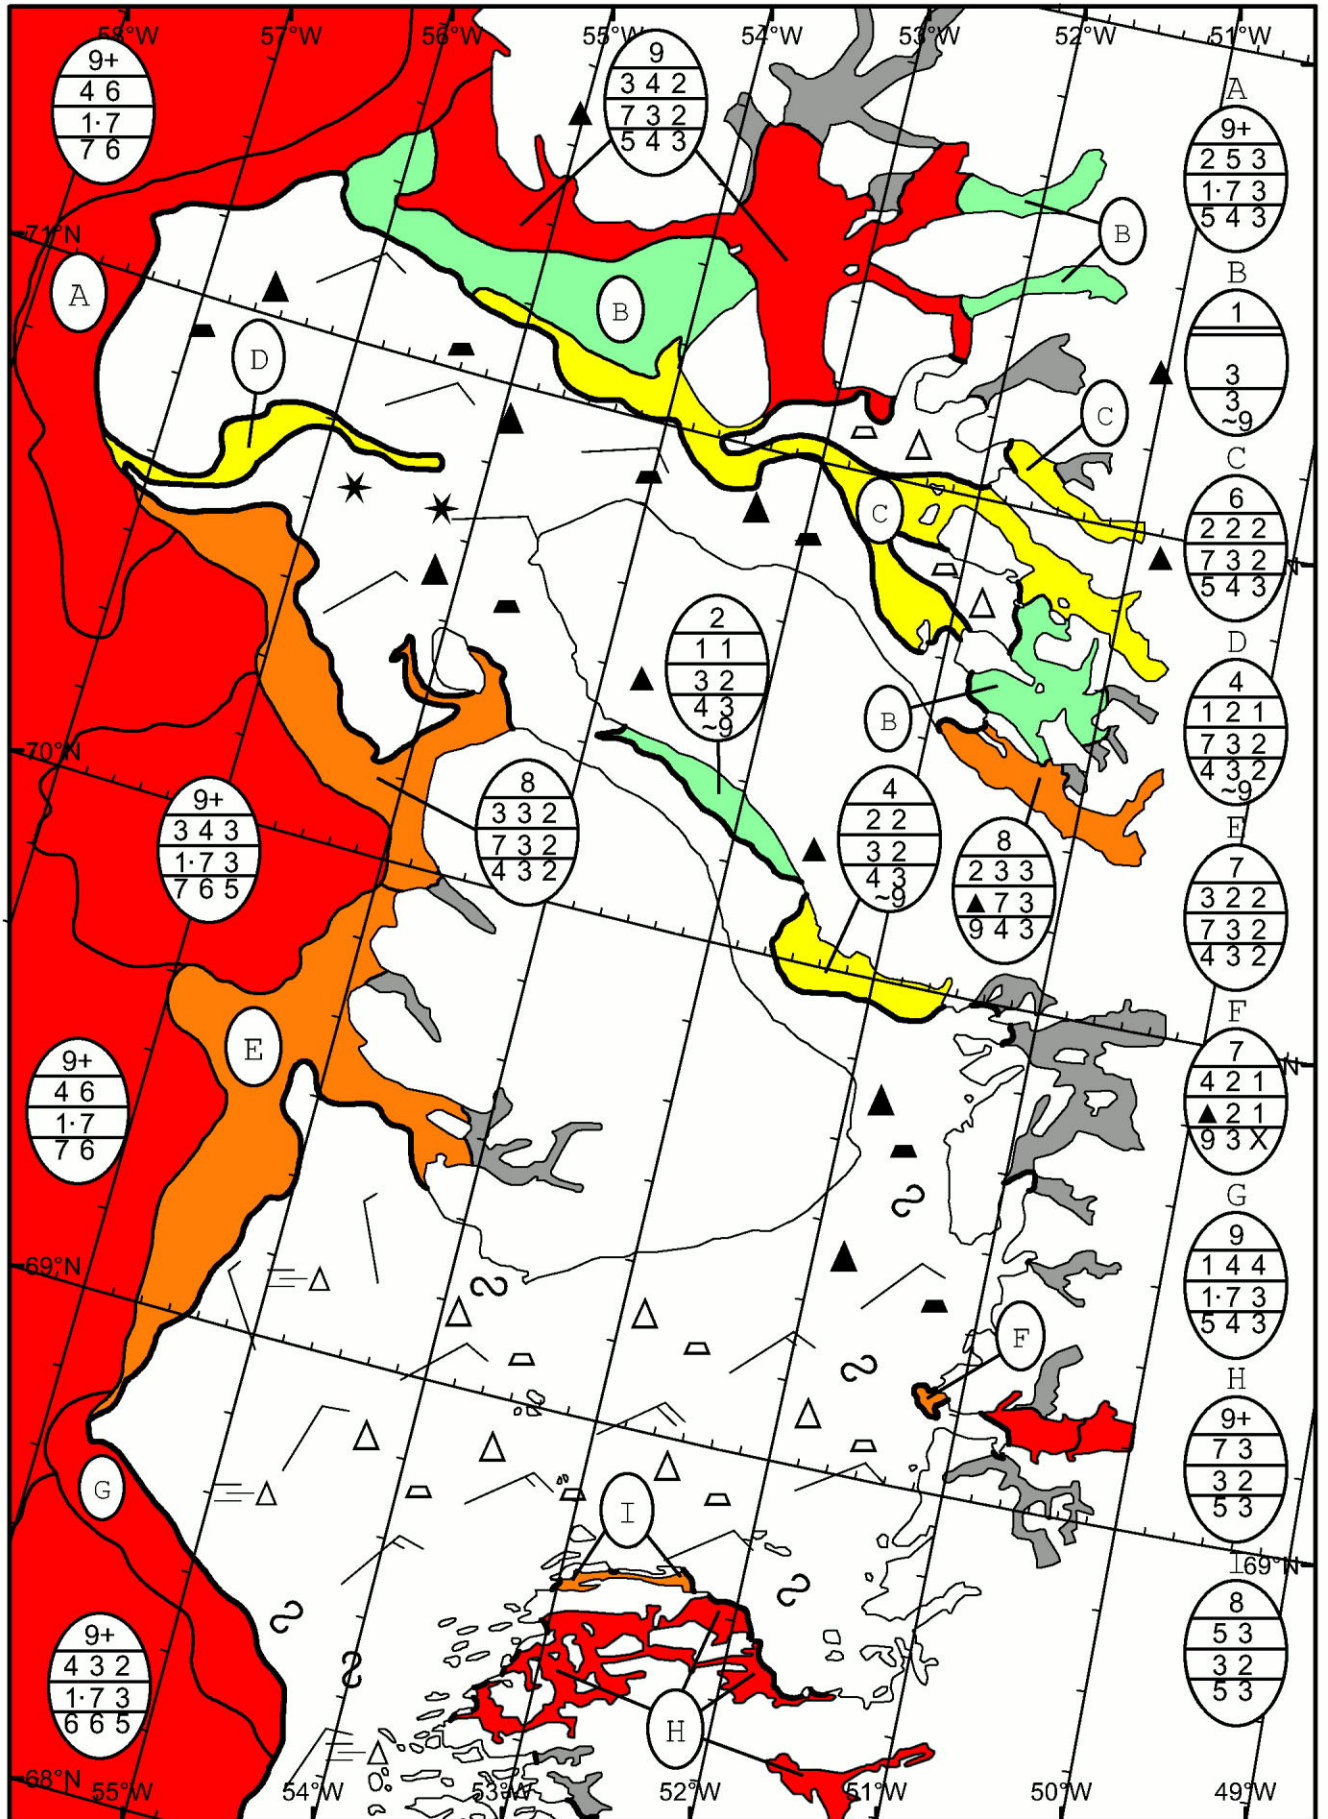 58°W 57°W 56°W 55°W 54°W 53°W 52°W 51°W
9+
4 6
1·7
7 6
9
3 4 2
7 3 2
5 4 3
A
9+
2 5 3
1·7 3
5 4 3
B
71°N
A
B
B
1
3
3
~9
D
C
C
6
2 2 2
7 3 2
5 4 3
C
N
2
1 1
3 2
4 3
~9
D
4
1 2 1
7 3 2
4 3 2
~9
B
70°N
8
3 3 2
7 3 2
4 3 2
4
2 2
3 2
4 3
~9
9+
3 4 3
1·7 3
7 6 5
8
2 3 3
7 3
9 4 3
E
7
3 2 2
7 3 2
4 3 2
E
9+
4 6
1·7
7 6
F
N
7
4 2 1
2 1
9 3 X
G
9
1 4 4
1·7 3
5 4 3
69°N
F
H
9+
7 3
3 2
5 3
G
I
I
69°N
8
5 3
3 2
5 3
9+
4 3 2
1·7 3
6 6 5
H
68°N
55°W 54°W 53°W 52°W 51°W 50°W 49°W